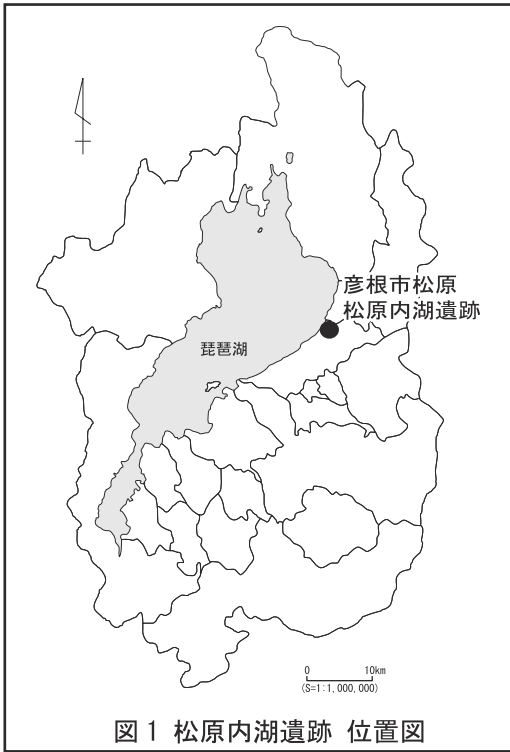 彦根市松原
松原内湖遺跡
琵琶湖
0 10km
(S=1:1,000,000)
図1 松原内湖遺跡 位置図